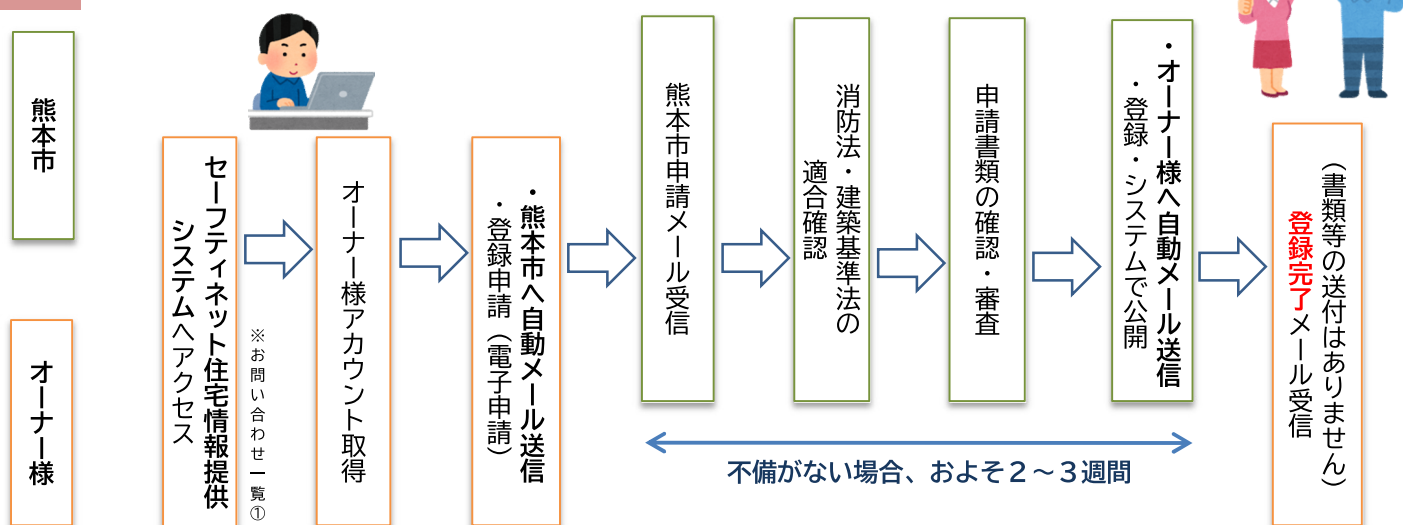 熊本市
オーナー様
セーフティネット住宅情報提供
システムへアクセス
※お問い合わせ一覧①
オーナー様アカウント取得
・熊本市へ自動メール送信
・登録申請（電子申請）
熊本市申請メール受信
消防法・建築基準法の
適合確認
申請書類の確認・審査
・オーナー様へ自動メール送信
・登録・システムで公開
不備がない場合、およそ２～３週間
（書類等の送付はありません）
登録完了メール受信